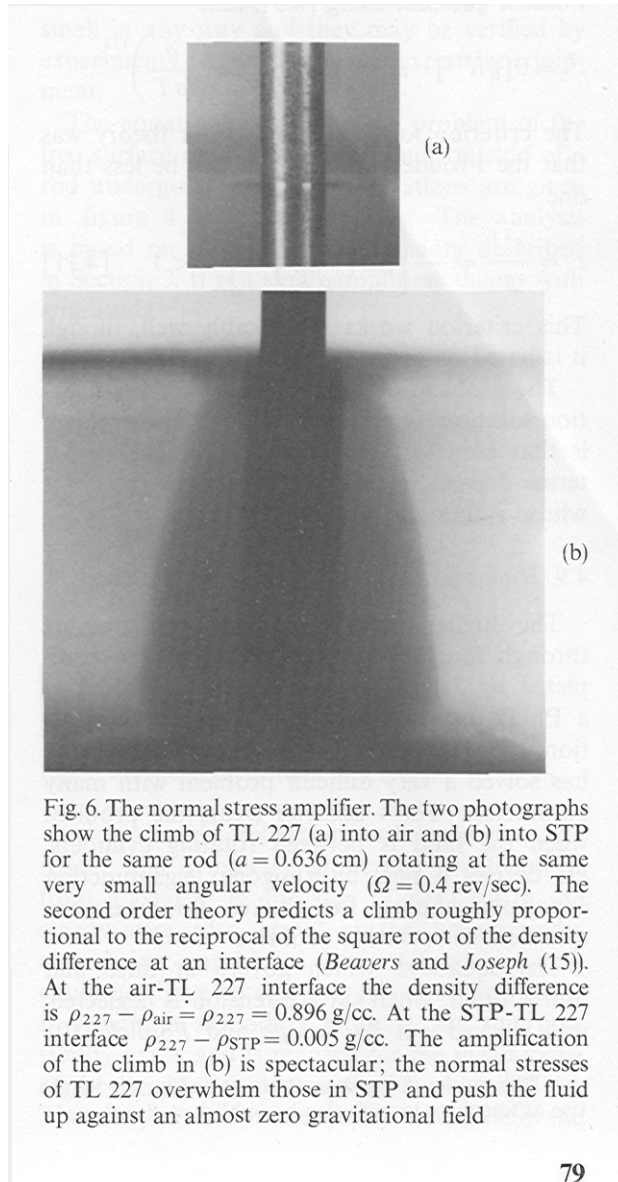 (a)
(b)
Fig. 6. The normal stress amplifier. The two photographs
show the climb of TL 227 (a) into air and (b) into STP
for the same rod (a = 0.636 cm) rotating at the same
very small angular velocity (Ω = 0.4 rev/sec). The
second order theory predicts a climb roughly propor-
tional to the reciprocal of the square root of the density
difference at an interface (Beavers and Joseph (15)).
At the air-TL 227 interface the density difference
is ρ227 − ρair ≐ ρ227 = 0.896 g/cc. At the STP-TL 227
interface ρ227 − ρSTP = 0.005 g/cc. The amplification
of the climb in (b) is spectacular; the normal stresses
of TL 227 overwhelm those in STP and push the fluid
up against an almost zero gravitational field
79